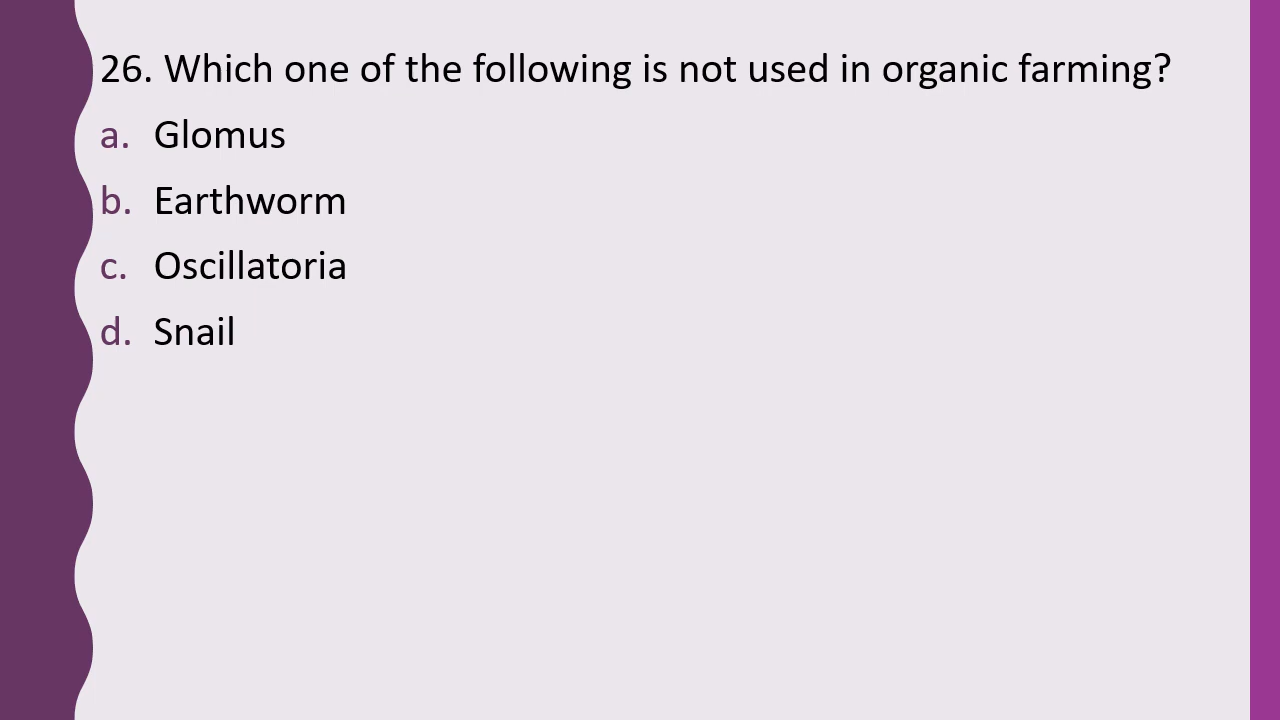 26. Which one of the following is not used in organic farming?
a. Glomus
b. Earthworm
c. Oscillatoria
d. Snail